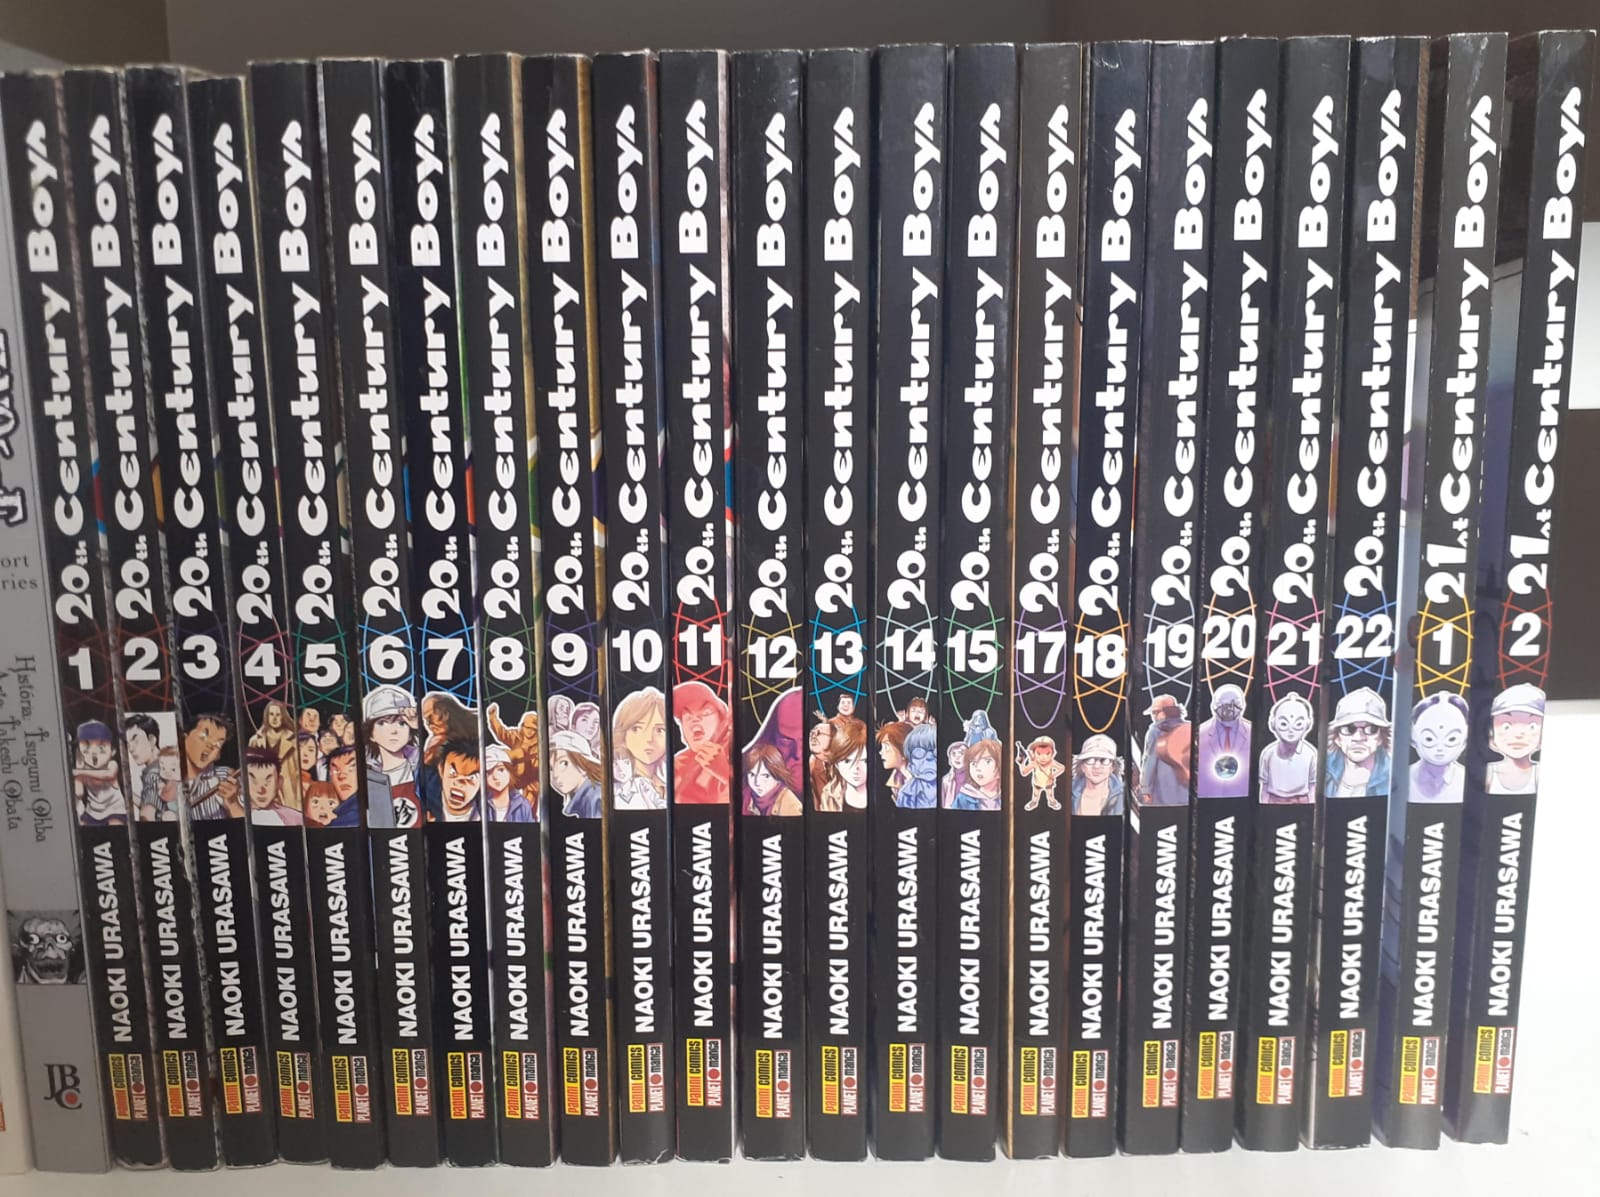 ort
ries
História: Tsugumi Ohba
Arte: Takeshi Obata
JBC
20th Century Boys 1 NAOKI URASAWA PANINI COMICS PLANET manga
20th Century Boys 2 NAOKI URASAWA PANINI COMICS PLANET manga
20th Century Boys 3 NAOKI URASAWA PANINI COMICS PLANET manga
20th Century Boys 4 NAOKI URASAWA PANINI COMICS PLANET manga
20th Century Boys 5 NAOKI URASAWA PANINI COMICS PLANET manga
20th Century Boys 6 珍 NAOKI URASAWA PANINI COMICS PLANET manga
20th Century Boys 7 NAOKI URASAWA PANINI COMICS PLANET manga
20th Century Boys 8 NAOKI URASAWA PANINI COMICS PLANET manga
20th Century Boys 9 NAOKI URASAWA PANINI COMICS PLANET manga
20th Century Boys 10 NAOKI URASAWA PANINI COMICS PLANET manga
20th Century Boys 11 NAOKI URASAWA PANINI COMICS PLANET manga
20th Century Boys 12 NAOKI URASAWA PANINI COMICS PLANET manga
20th Century Boys 13 NAOKI URASAWA PANINI COMICS PLANET manga
20th Century Boys 14 NAOKI URASAWA PANINI COMICS PLANET manga
20th Century Boys 15 NAOKI URASAWA PANINI COMICS PLANET manga
20th Century Boys 17 NAOKI URASAWA PANINI COMICS PLANET manga
20th Century Boys 18 NAOKI URASAWA PANINI COMICS PLANET manga
20th Century Boys 19 NAOKI URASAWA PANINI COMICS PLANET manga
20th Century Boys 20 NAOKI URASAWA PANINI COMICS PLANET manga
20th Century Boys 21 NAOKI URASAWA PANINI COMICS PLANET manga
20th Century Boys 22 NAOKI URASAWA PANINI COMICS PLANET manga
21st Century Boys 1 NAOKI URASAWA PANINI COMICS PLANET manga
21st Century Boys 2 NAOKI URASAWA PANINI COMICS PLANET manga